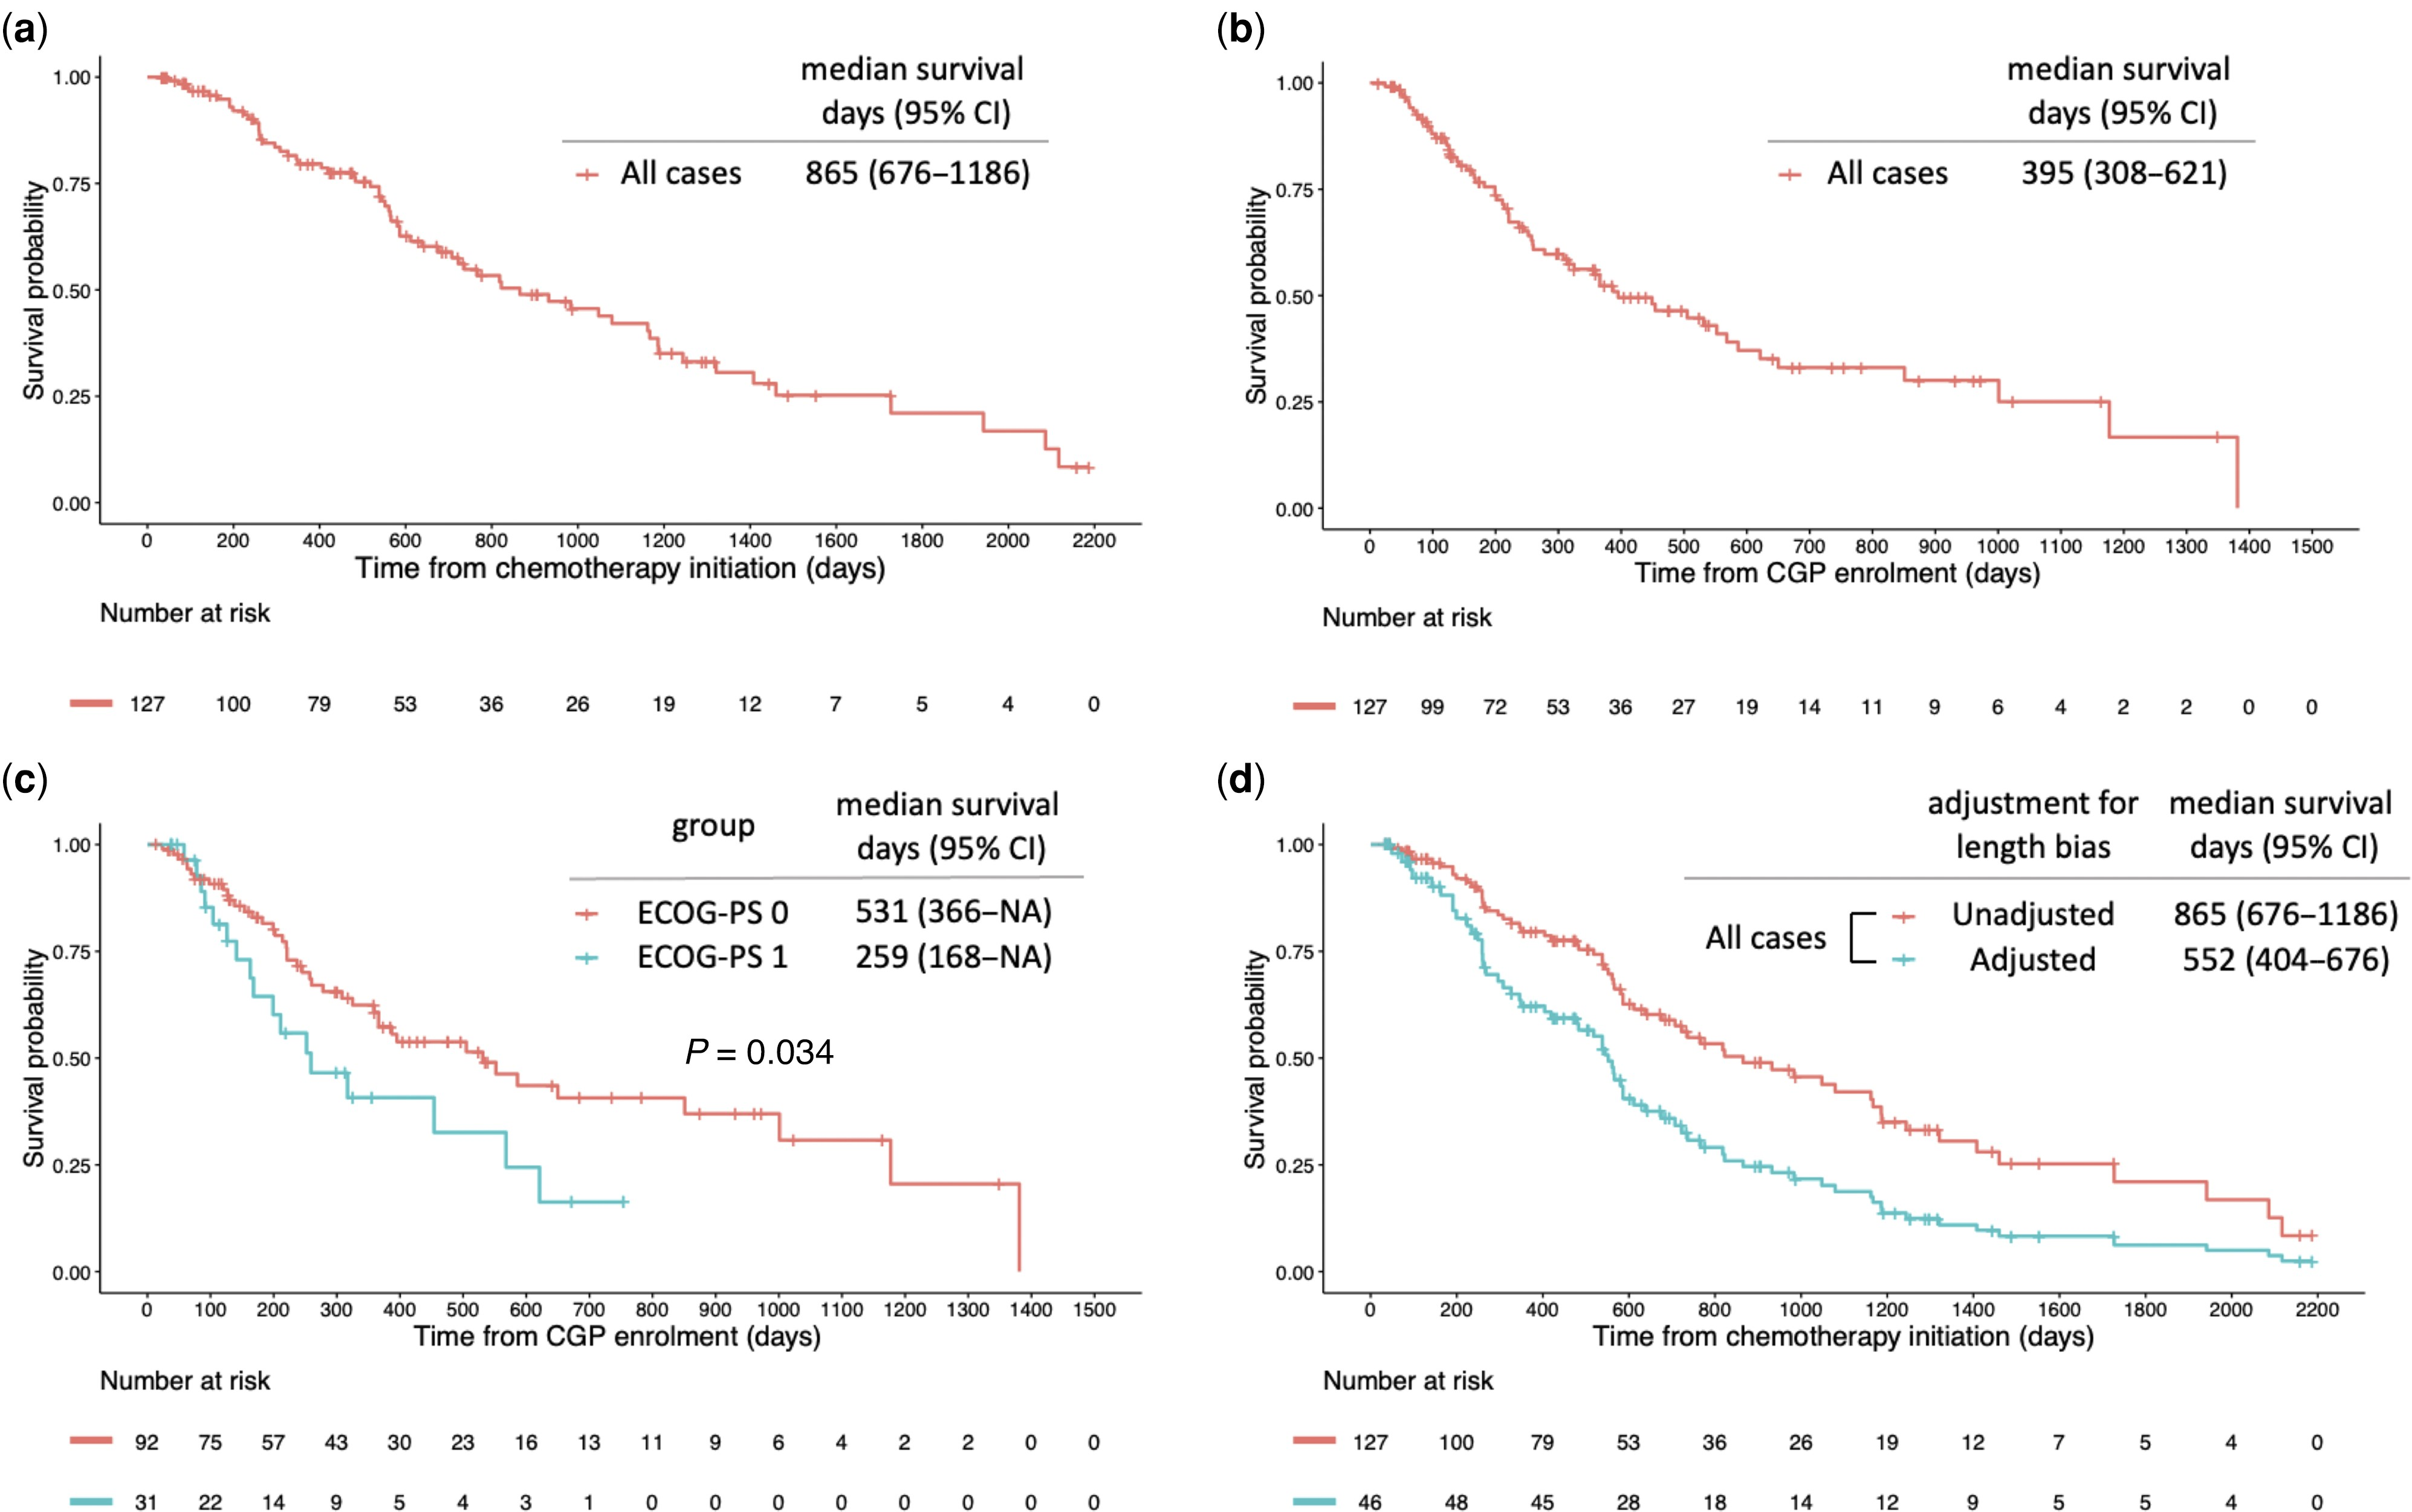 (a)
median survival
days (95% CI)
All cases 865 (676–1186)
Survival probability
1.00
0.75
0.50
0.25
0.00
0 200 400 600 800 1000 1200 1400 1600 1800 2000 2200
Time from chemotherapy initiation (days)
Number at risk
127 100 79 53 36 26 19 12 7 5 4 0
(b)
median survival
days (95% CI)
All cases 395 (308–621)
Survival probability
1.00
0.75
0.50
0.25
0.00
0 100 200 300 400 500 600 700 800 900 1000 1100 1200 1300 1400 1500
Time from CGP enrolment (days)
Number at risk
127 99 72 53 36 27 19 14 11 9 6 4 2 2 0 0
(c)
group median survival
days (95% CI)
ECOG-PS 0 531 (366–NA)
ECOG-PS 1 259 (168–NA)
P = 0.034
Survival probability
1.00
0.75
0.50
0.25
0.00
0 100 200 300 400 500 600 700 800 900 1000 1100 1200 1300 1400 1500
Time from CGP enrolment (days)
Number at risk
92 75 57 43 30 23 16 13 11 9 6 4 2 2 0 0
31 22 14 9 5 4 3 1 0 0 0 0 0 0 0 0
(d)
adjustment for median survival
length bias days (95% CI)
All cases
Unadjusted 865 (676–1186)
Adjusted 552 (404–676)
Survival probability
1.00
0.75
0.50
0.25
0.00
0 200 400 600 800 1000 1200 1400 1600 1800 2000 2200
Time from chemotherapy initiation (days)
Number at risk
127 100 79 53 36 26 19 12 7 5 4 0
46 48 45 28 18 14 12 9 5 5 4 0